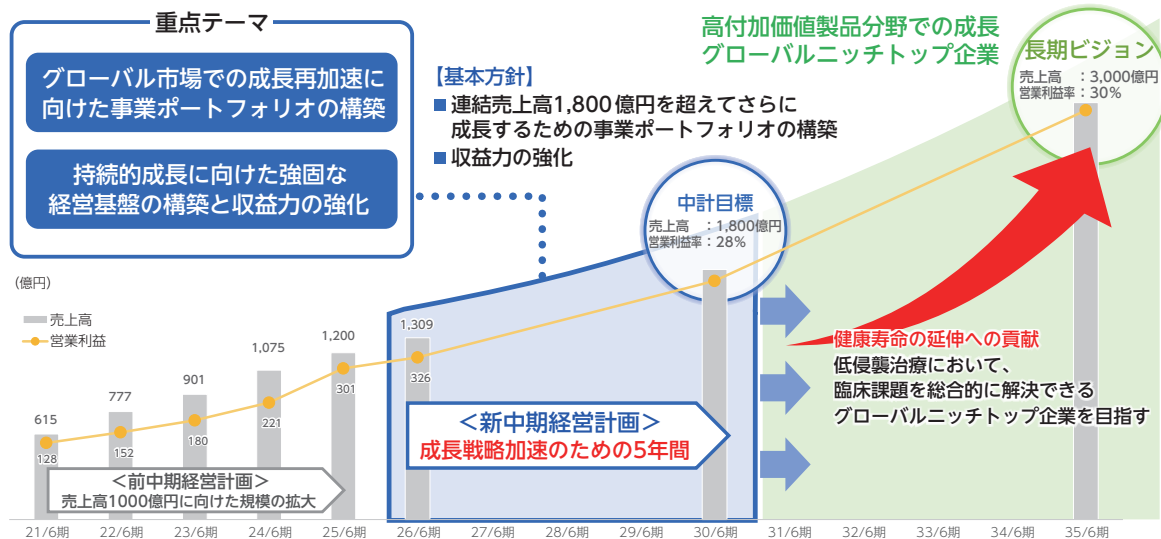 重点テーマ
グローバル市場での成長再加速に
向けた事業ポートフォリオの構築
持続的成長に向けた強固な
経営基盤の構築と収益力の強化
【基本方針】
■ 連結売上高1,800億円を超えてさらに
成長するための事業ポートフォリオの構築
■ 収益力の強化
高付加価値製品分野での成長
グローバルニッチトップ企業
長期ビジョン
売上高 :3,000億円
営業利益率:30%
中計目標
売上高 :1,800億円
営業利益率:28%
(億円)
売上高
営業利益
615
777
901
1,075
1,200
1,309
128
152
180
221
301
326
<前中期経営計画>
売上高1000億円に向けた規模の拡大
<新中期経営計画>
成長戦略加速のための5年間
健康寿命の延伸への貢献
低侵襲治療において、
臨床課題を総合的に解決できる
グローバルニッチトップ企業を目指す
21/6期 22/6期 23/6期 24/6期 25/6期 26/6期 27/6期 28/6期 29/6期 30/6期 31/6期 32/6期 33/6期 34/6期 35/6期